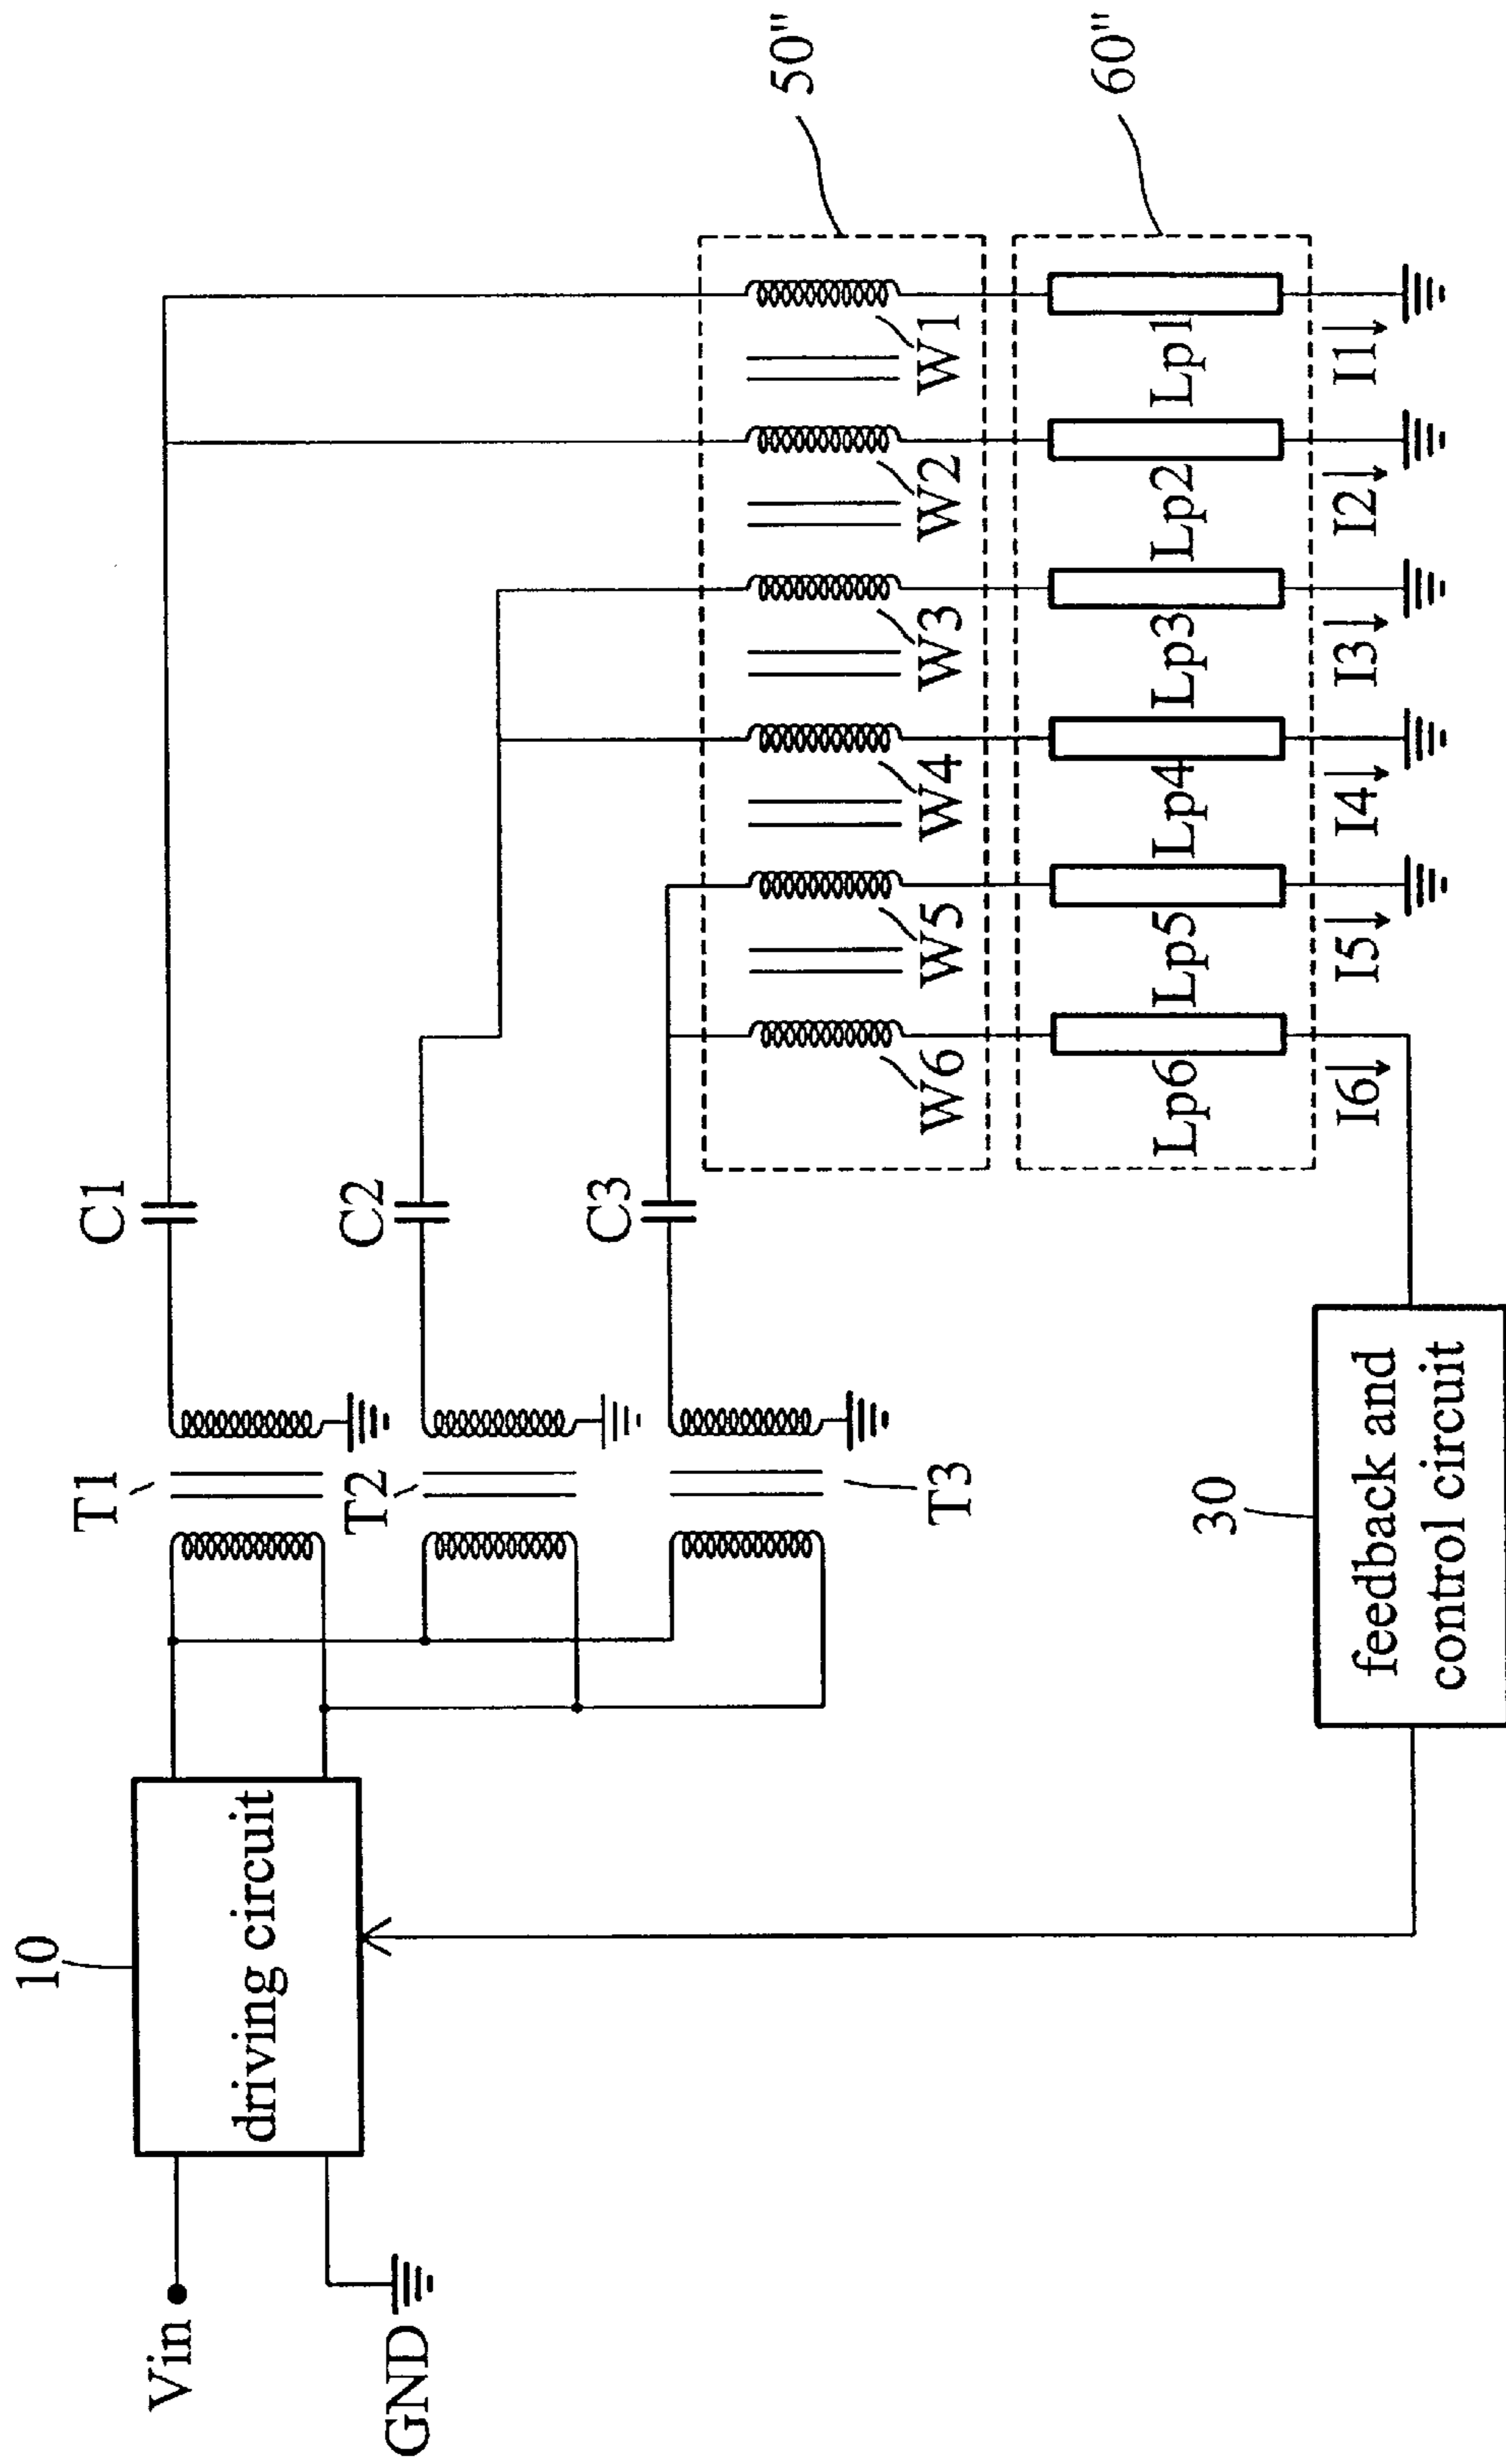 Vin
GND
10
driving circuit
T1
T2
T3
C1
C2
C3
50"
60"
W6
W5
W4
W3
W2
W1
Lp6
Lp5
Lp4
Lp3
Lp2
Lp1
I6
I5
I4
I3
I2
I1
30
feedback and
control circuit